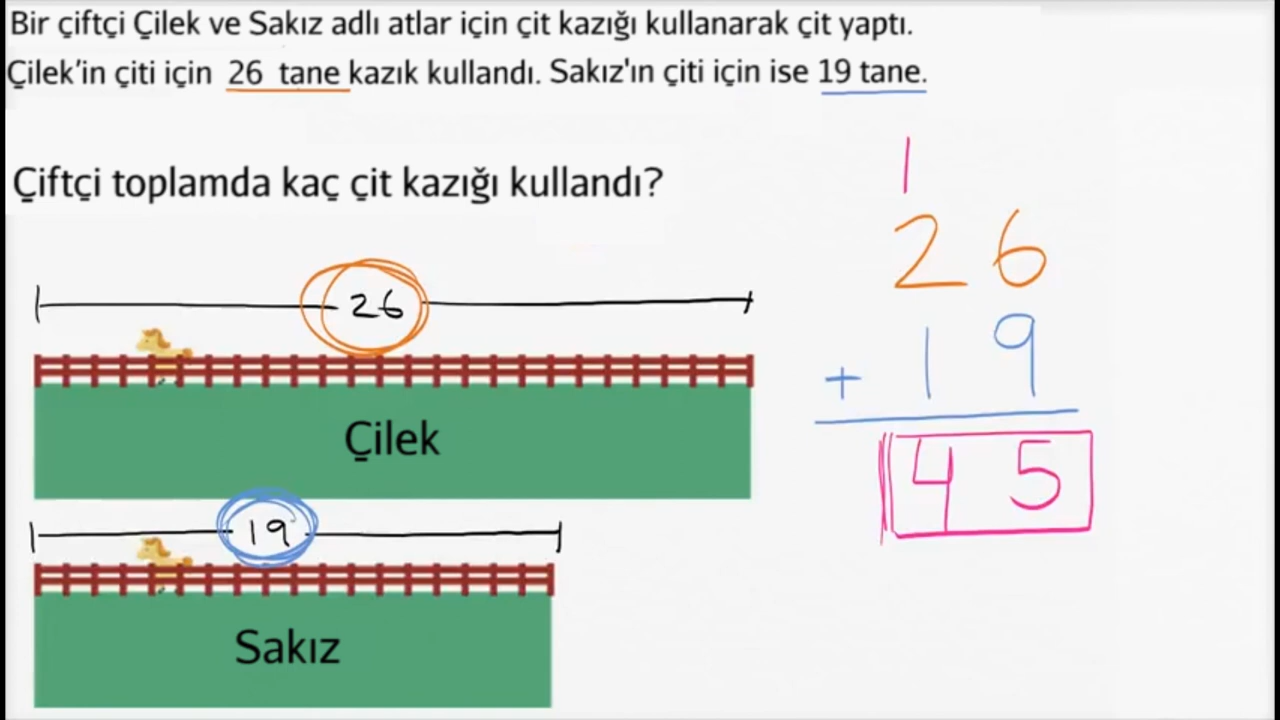 Bir çiftçi Çilek ve Sakız adlı atlar için çit kazığı kullanarak çit yaptı.
Çilek'in çiti için 26 tane kazık kullandı. Sakız'ın çiti için ise 19 tane.
Çiftçi toplamda kaç çit kazığı kullandı?
26
Çilek
19
Sakız
1
26
+ 19
45